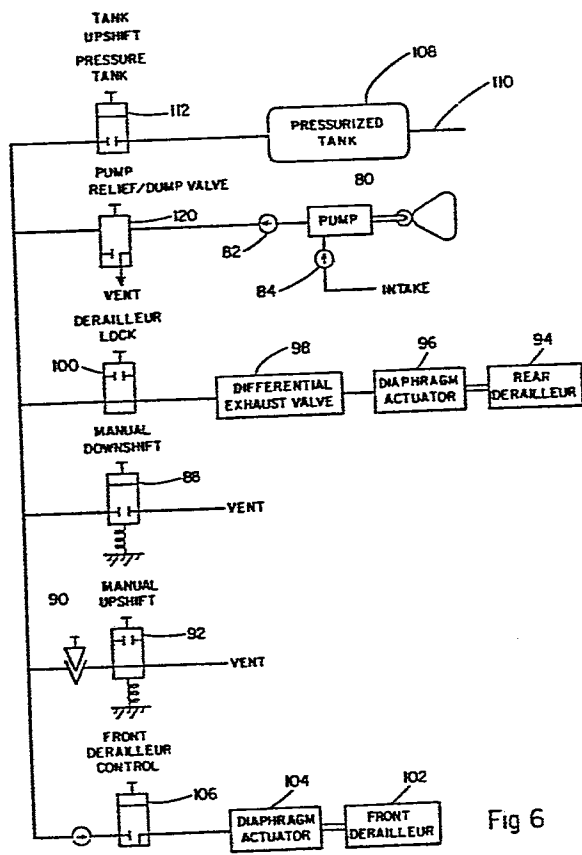 TANK
UPSHIFT
PRESSURE
TANK
112
108
PRESSURIZED
TANK
110
PUMP
RELIEF/DUMP VALVE
120
VENT
82
80
PUMP
84
INTAKE
DERAILLEUR
LOCK
100
98
DIFFERENTIAL
EXHAUST VALVE
96
DIAPHRAGM
ACTUATOR
94
REAR
DERAILLEUR
MANUAL
DOWNSHIFT
88
VENT
90
MANUAL
UPSHIFT
92
VENT
FRONT
DERAILLEUR
CONTROL
106
104
DIAPHRAGM
ACTUATOR
102
FRONT
DERAILLEUR
Fig 6